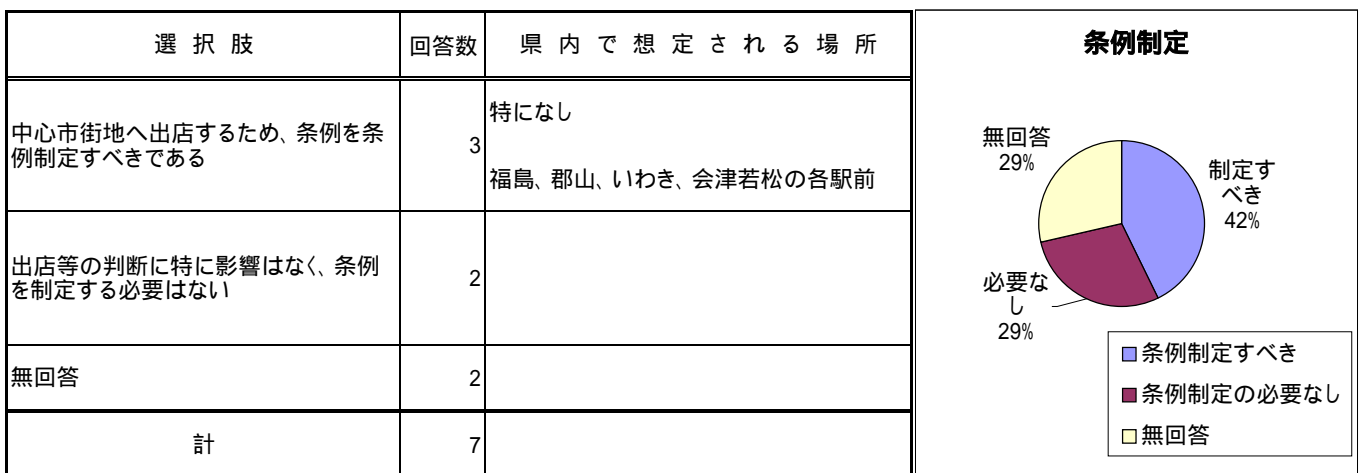 選択肢 回答数 県内で想定される場所
中心市街地へ出店するため、条例を条
例制定すべきである
3
特になし
福島、郡山、いわき、会津若松の各駅前
出店等の判断に特に影響はなく、条例
を制定する必要はない
2
無回答 2
計 7
条例制定
無回答
29%
制定す
べき
42%
必要な
し
29%
条例制定すべき
条例制定の必要なし
無回答